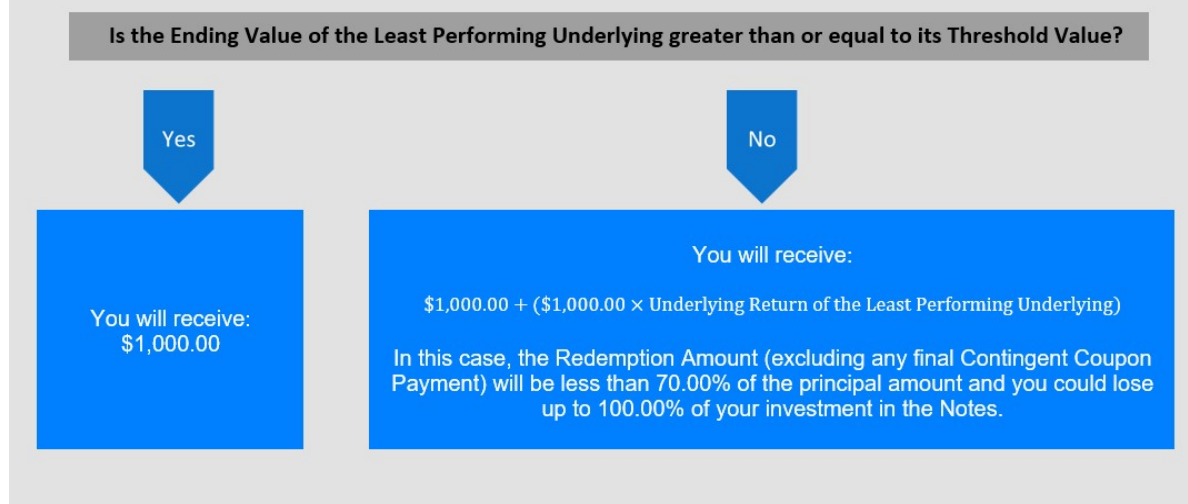 Is the Ending Value of the Least Performing Underlying greater than or equal to its Threshold Value?
Yes
No
You will receive:
$1,000.00
You will receive:
$1,000.00 + ($1,000.00 × Underlying Return of the Least Performing Underlying)
In this case, the Redemption Amount (excluding any final Contingent Coupon
Payment) will be less than 70.00% of the principal amount and you could lose
up to 100.00% of your investment in the Notes.